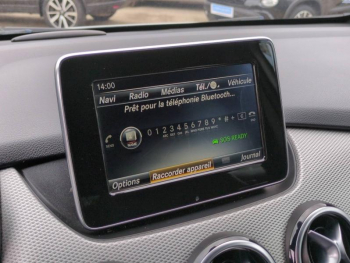 14:00
Navi Radio Médias Tél./ Véhicule
Prêt pour la téléphonie Bluetooth...
0 1 2 3 4 5 6 7 8 9 * # + C
READY
Raccorder appareil
Options Journal